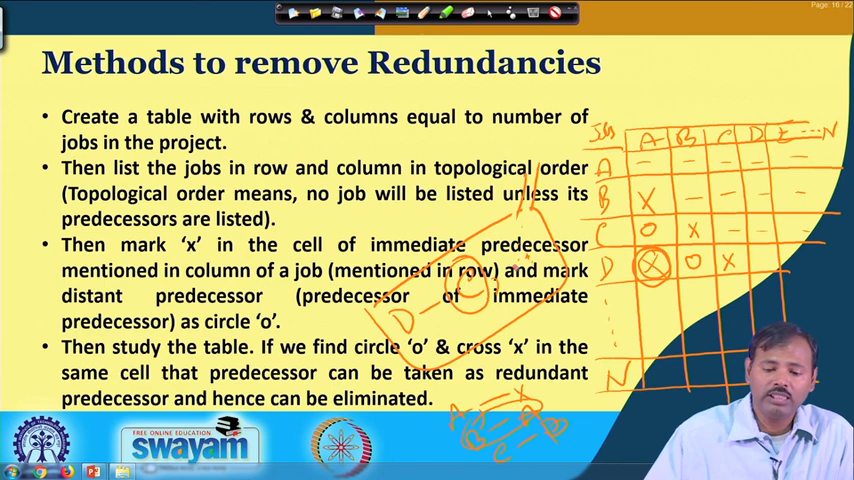 Page: 16 / 22
Methods to remove Redundancies
• Create a table with rows & columns equal to number of
jobs in the project.
• Then list the jobs in row and column in topological order
(Topological order means, no job will be listed unless its
predecessors are listed).
• Then mark 'x' in the cell of immediate predecessor
mentioned in column of a job (mentioned in row) and mark
distant predecessor (predecessor of immediate
predecessor) as circle 'o'.
• Then study the table. If we find circle 'o' & cross 'x' in the
same cell that predecessor can be taken as redundant
predecessor and hence can be eliminated.
Jobs A B C D E ... N
A – – – – – –
B X – – – –
C O X – – –
D X O X
N
D – C
A X
B D
C
FREE ONLINE EDUCATION
swayam